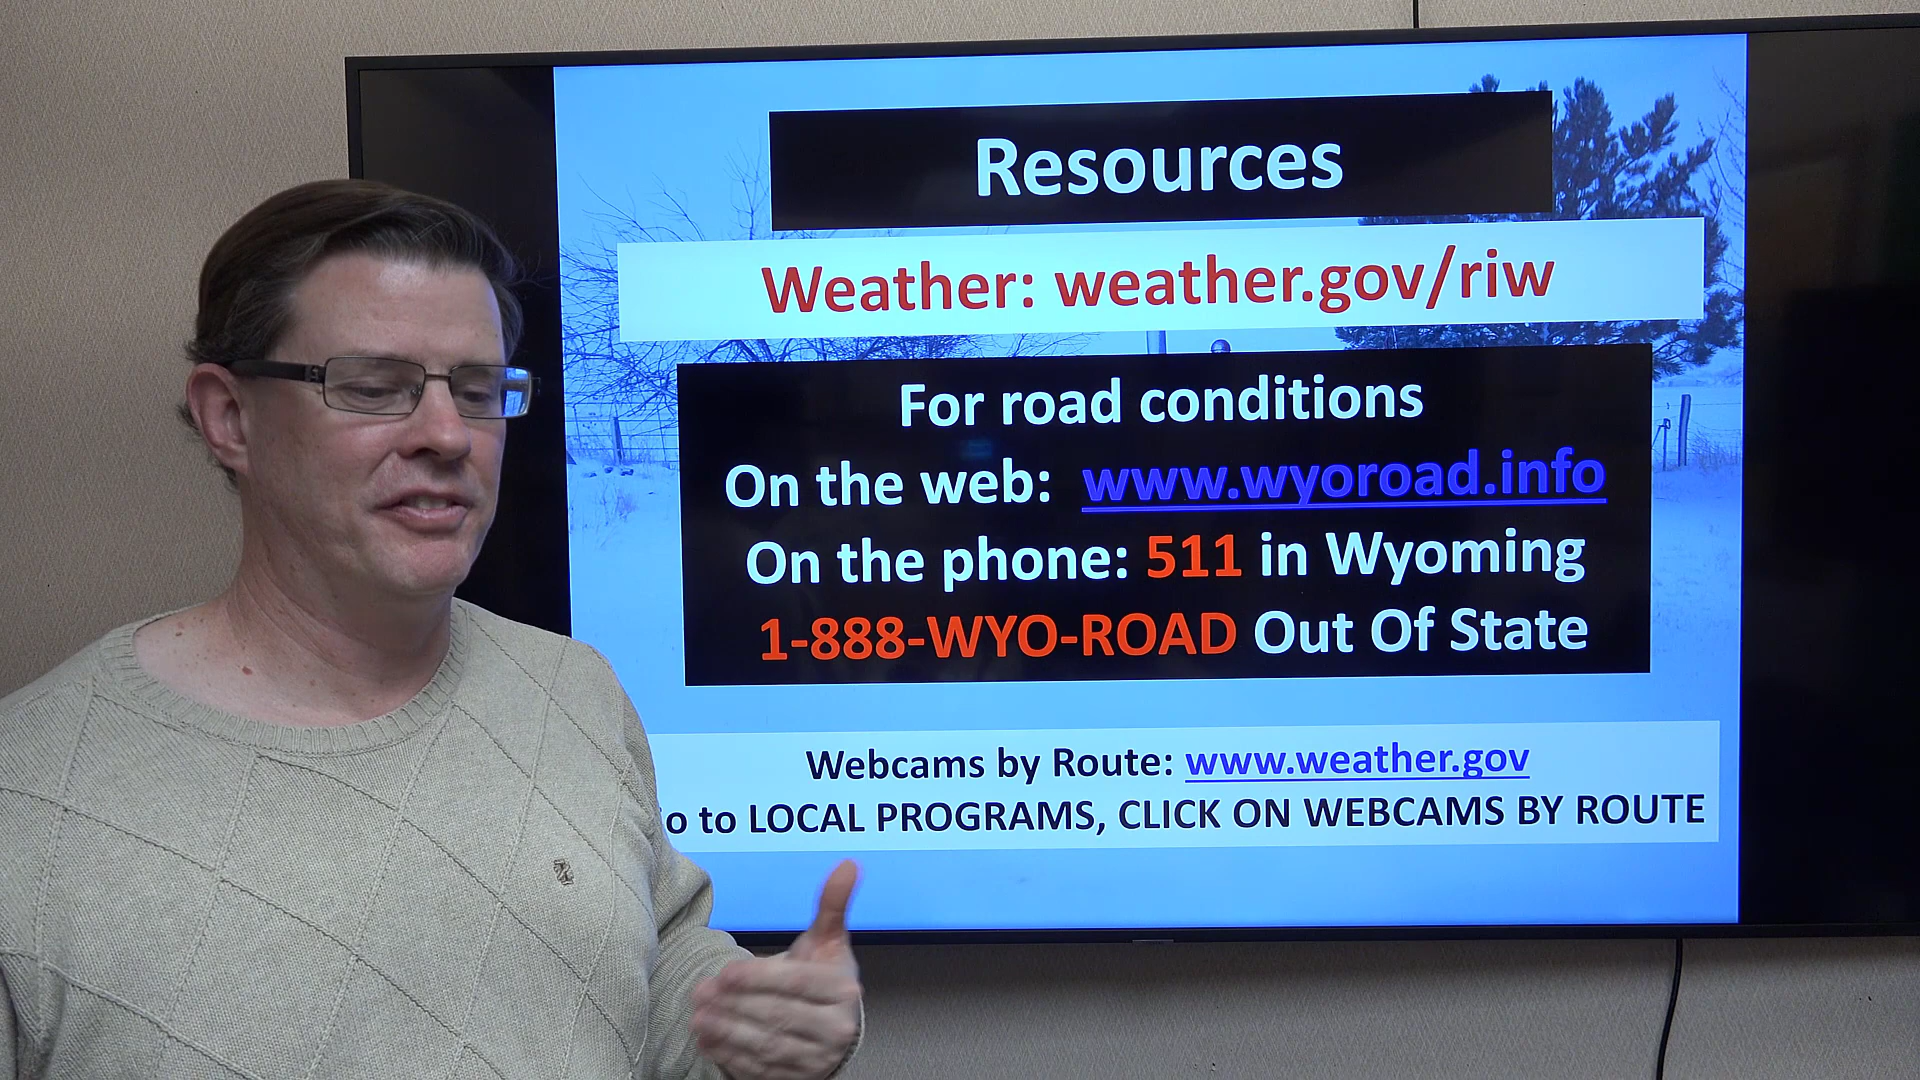 Resources
Weather: weather.gov/riw
For road conditions
On the web: www.wyoroad.info
On the phone: 511 in Wyoming
1-888-WYO-ROAD Out Of State
Webcams by Route: www.weather.gov
o to LOCAL PROGRAMS, CLICK ON WEBCAMS BY ROUTE